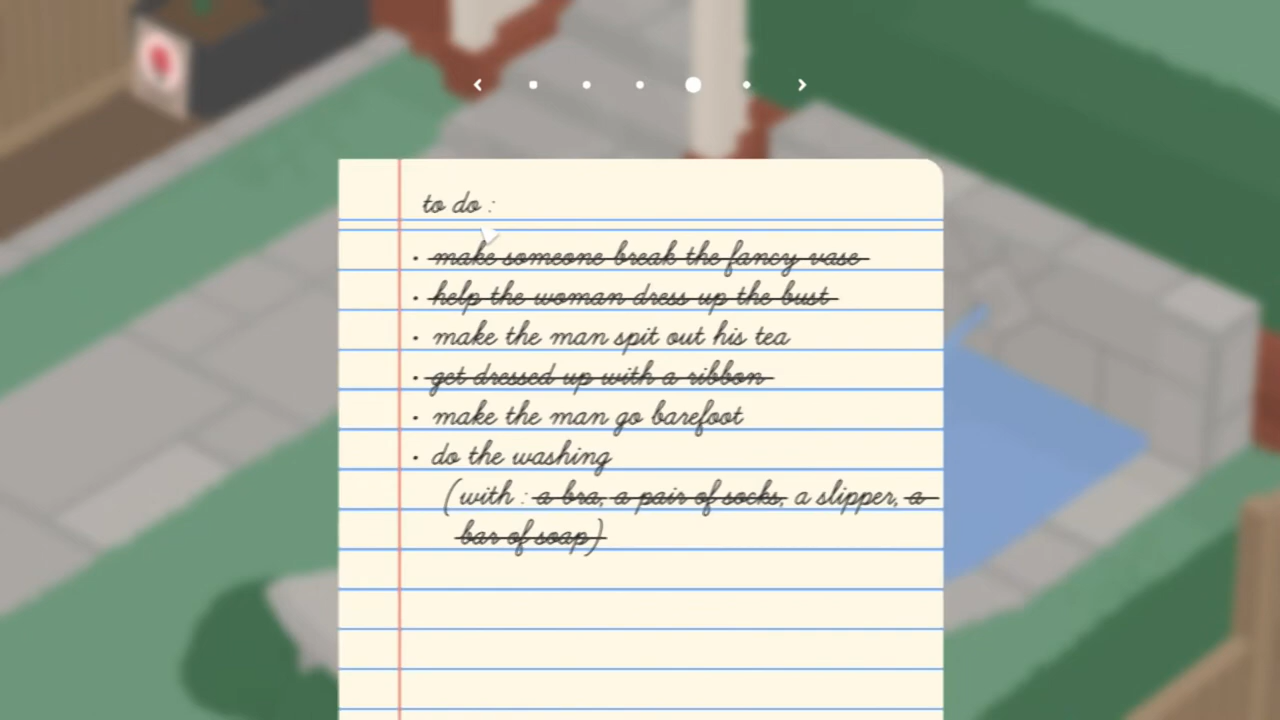 to do :
· make someone break the fancy vase
· help the woman dress up the bust
· make the man spit out his tea
· get dressed up with a ribbon
· make the man go barefoot
· do the washing
(with : a bra, a pair of socks, a slipper, a
bar of soap)